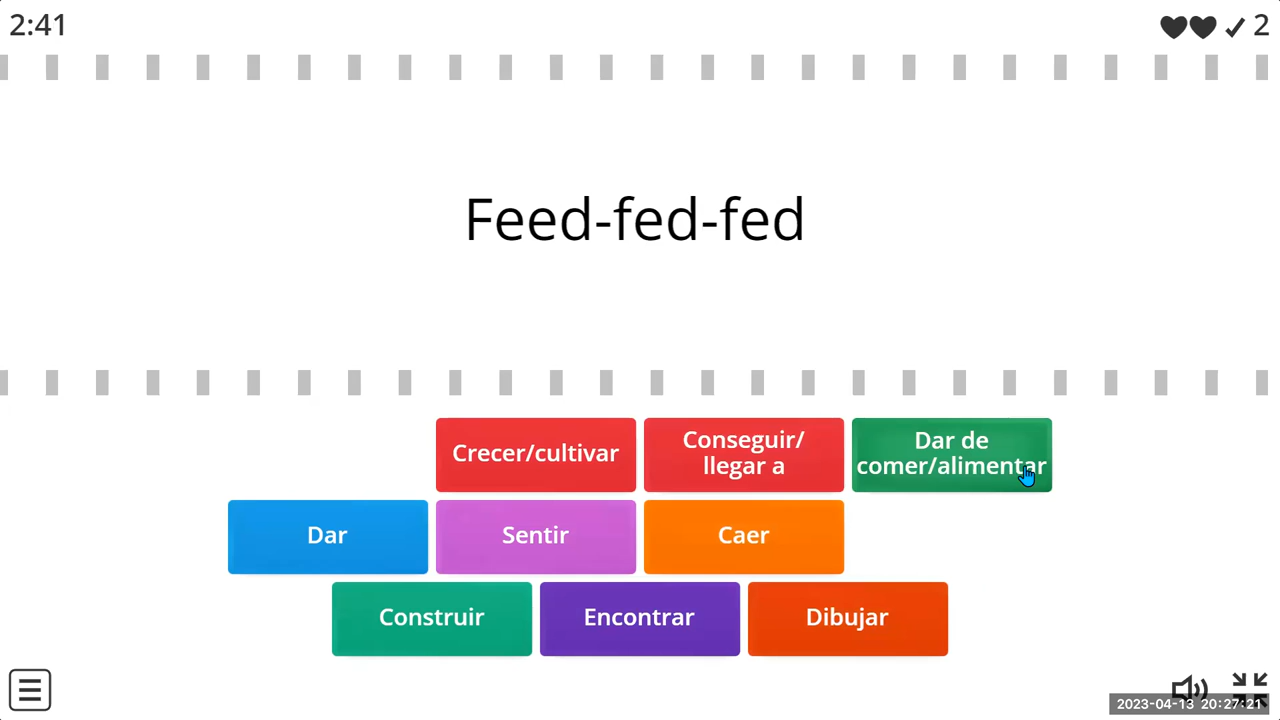 2:41
2
Feed-fed-fed
Crecer/cultivar
Conseguir/
llegar a
Dar de
comer/alimentar
Dar
Sentir
Caer
Construir
Encontrar
Dibujar
2023-04-13 20:27:21